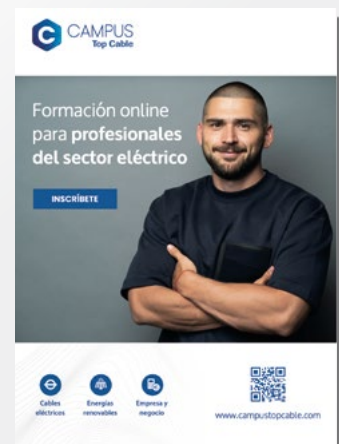 CAMPUS
Top Cable
Formación online
para profesionales
del sector eléctrico
INSCRÍBETE
Cables
eléctricos
Energías
renovables
Empresa y
negocio
www.campustopcable.com